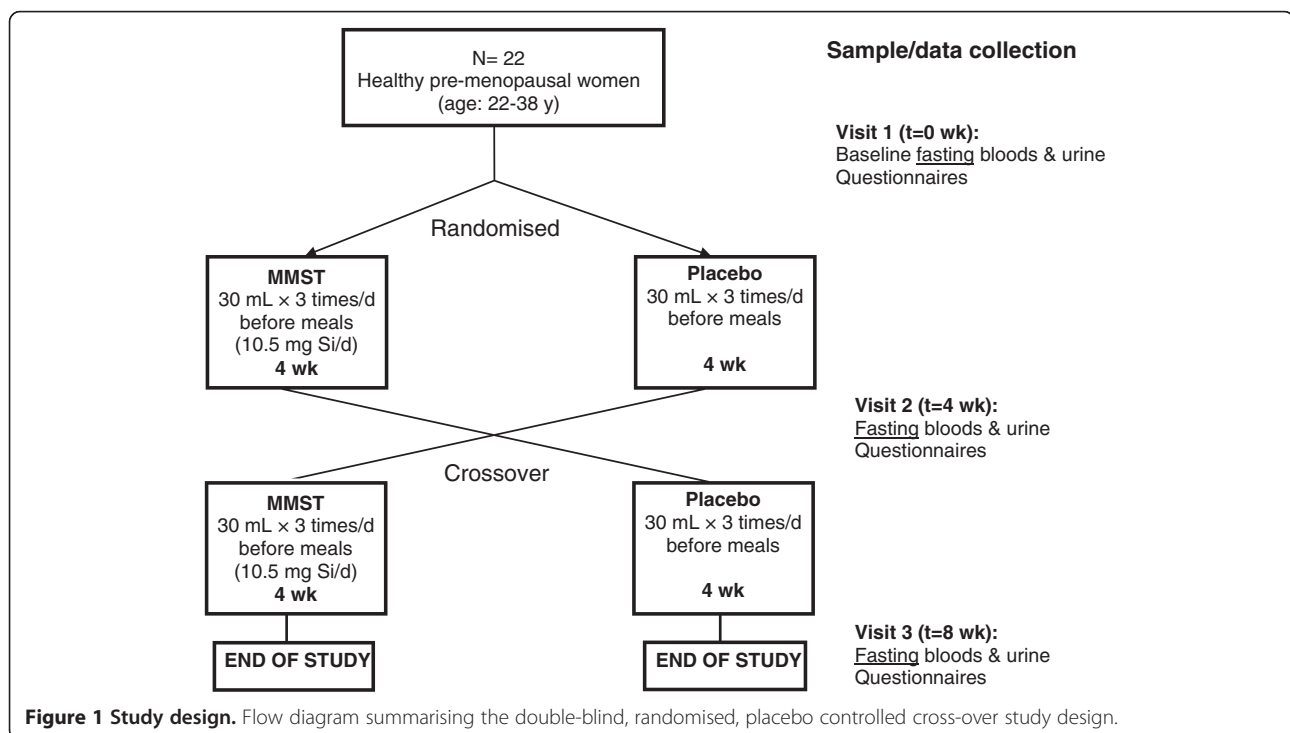 N= 22
Healthy pre-menopausal women
(age: 22-38 y)
Sample/data collection
Visit 1 (t=0 wk):
Baseline fasting bloods & urine
Questionnaires
Randomised
MMST
30 mL × 3 times/d
before meals
(10.5 mg Si/d)
4 wk
Placebo
30 mL × 3 times/d
before meals
4 wk
Visit 2 (t=4 wk):
Fasting bloods & urine
Questionnaires
Crossover
MMST
30 mL × 3 times/d
before meals
(10.5 mg Si/d)
4 wk
Placebo
30 mL × 3 times/d
before meals
4 wk
Visit 3 (t=8 wk):
Fasting bloods & urine
Questionnaires
END OF STUDY
END OF STUDY
Figure 1 Study design. Flow diagram summarising the double-blind, randomised, placebo controlled cross-over study design.